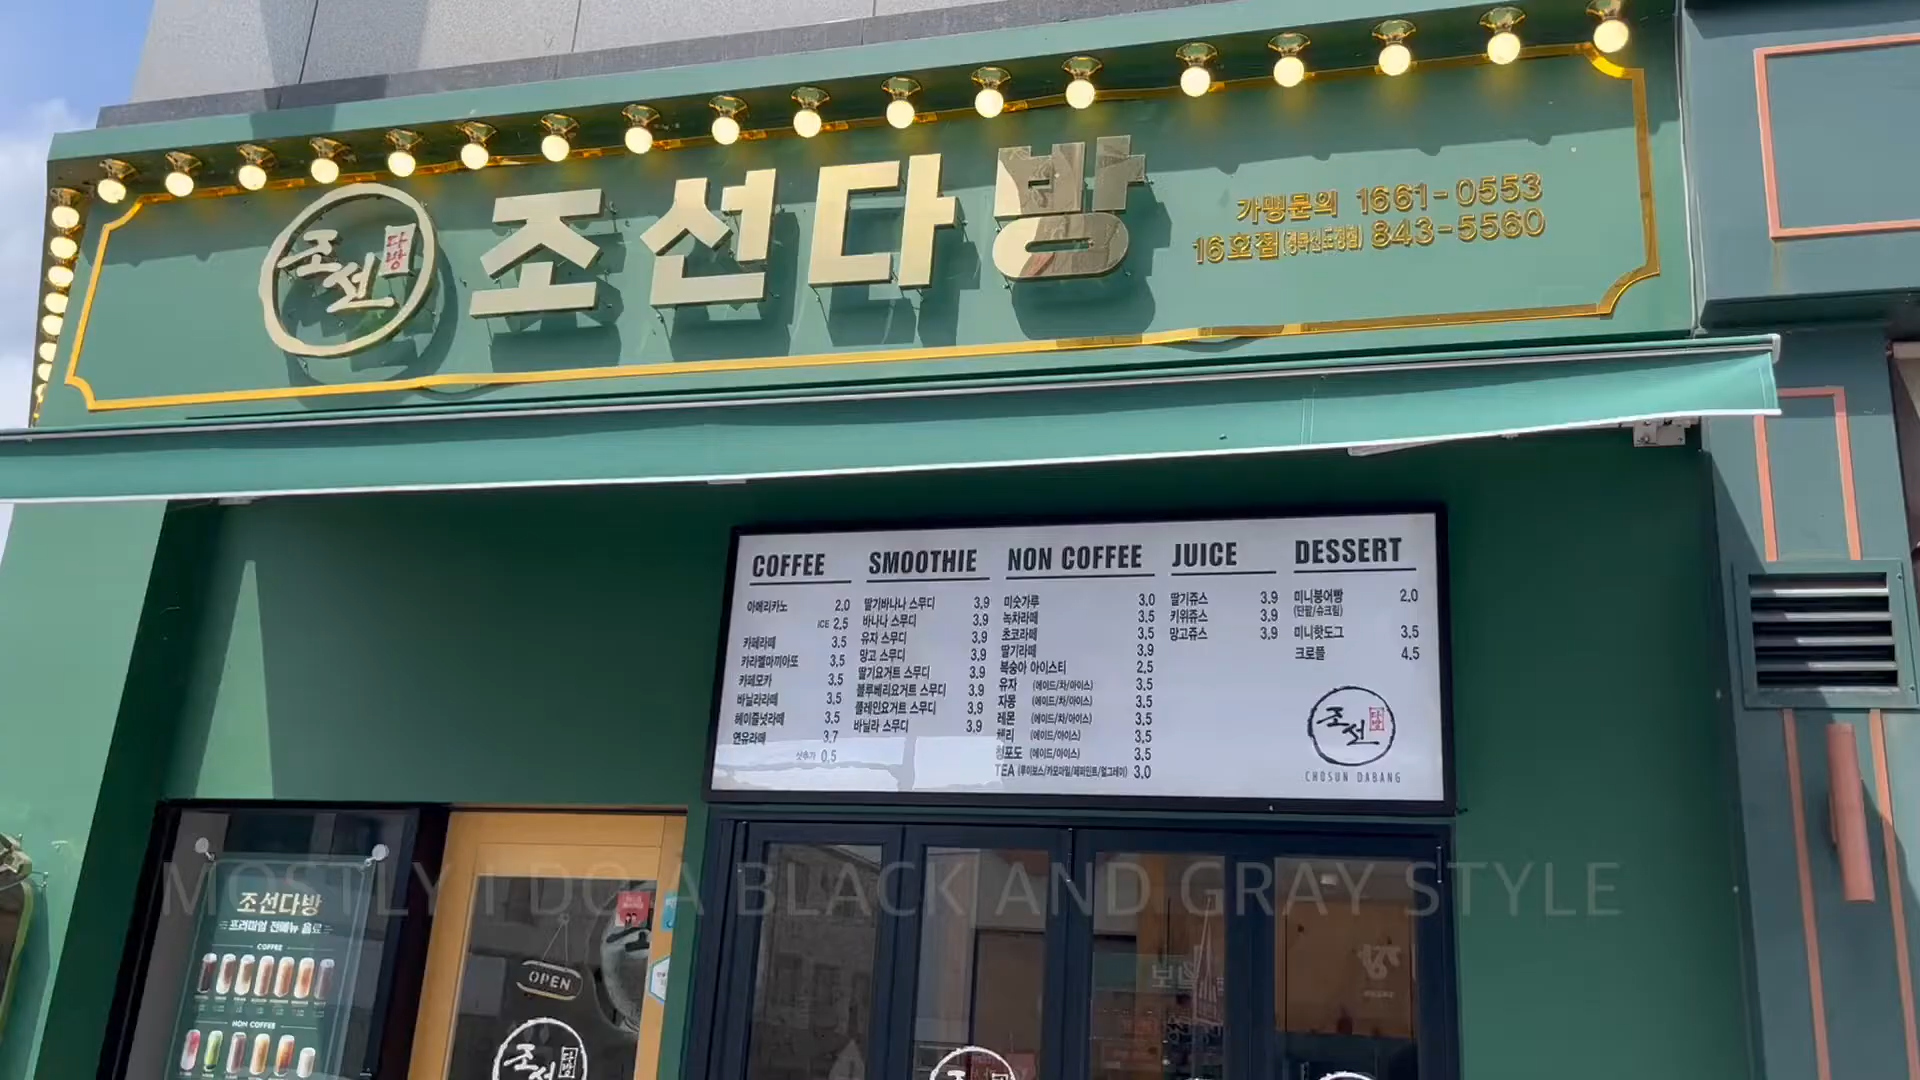 조선
다방
조선다방
가맹문의 1661-0553
16호점(경북신도청점) 843-5560
COFFEE
아메리카노 2.0
ICE 2.5
카페라떼 3.5
카라멜마끼아또 3.5
카페모카 3.5
바닐라라떼 3.5
헤이즐넛라떼 3.5
연유라떼 3.7
샷추가 0.5
SMOOTHIE
딸기바나나 스무디 3.9
바나나 스무디 3.9
유자 스무디 3.9
망고 스무디 3.9
딸기요거트 스무디 3.9
블루베리요거트 스무디 3.9
플레인요거트 스무디 3.9
바닐라 스무디 3.9
NON COFFEE
미숫가루 3.0
녹차라떼 3.5
초코라떼 3.5
딸기라떼 3.9
복숭아 아이스티 2.5
유자 (에이드/차/아이스) 3.5
자몽 (에이드/차/아이스) 3.5
레몬 (에이드/차/아이스) 3.5
체리 (에이드/아이스) 3.5
청포도 (에이드/아이스) 3.5
TEA (루이보스/카모마일/페퍼민트/얼그레이) 3.0
JUICE
딸기쥬스 3.9
키위쥬스 3.9
망고쥬스 3.9
DESSERT
미니붕어빵 2.0
(단팥/슈크림)
미니핫도그 3.5
크로플 4.5
조선
다방
CHOSUN DABANG
MOSTLY I DO A BLACK AND GRAY STYLE
조선다방
프리미엄 전메뉴 음료
COFFEE
NON COFFEE
OPEN
조선
다방